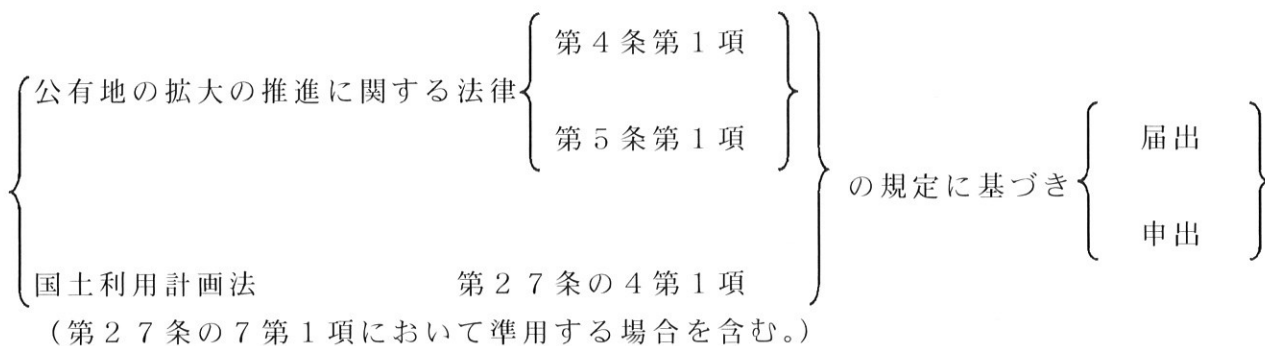 第４条第１項
公有地の拡大の推進に関する法律
第５条第１項
の規定に基づき
届出
申出
国土利用計画法　第２７条の４第１項
（第２７条の７第１項において準用する場合を含む。）